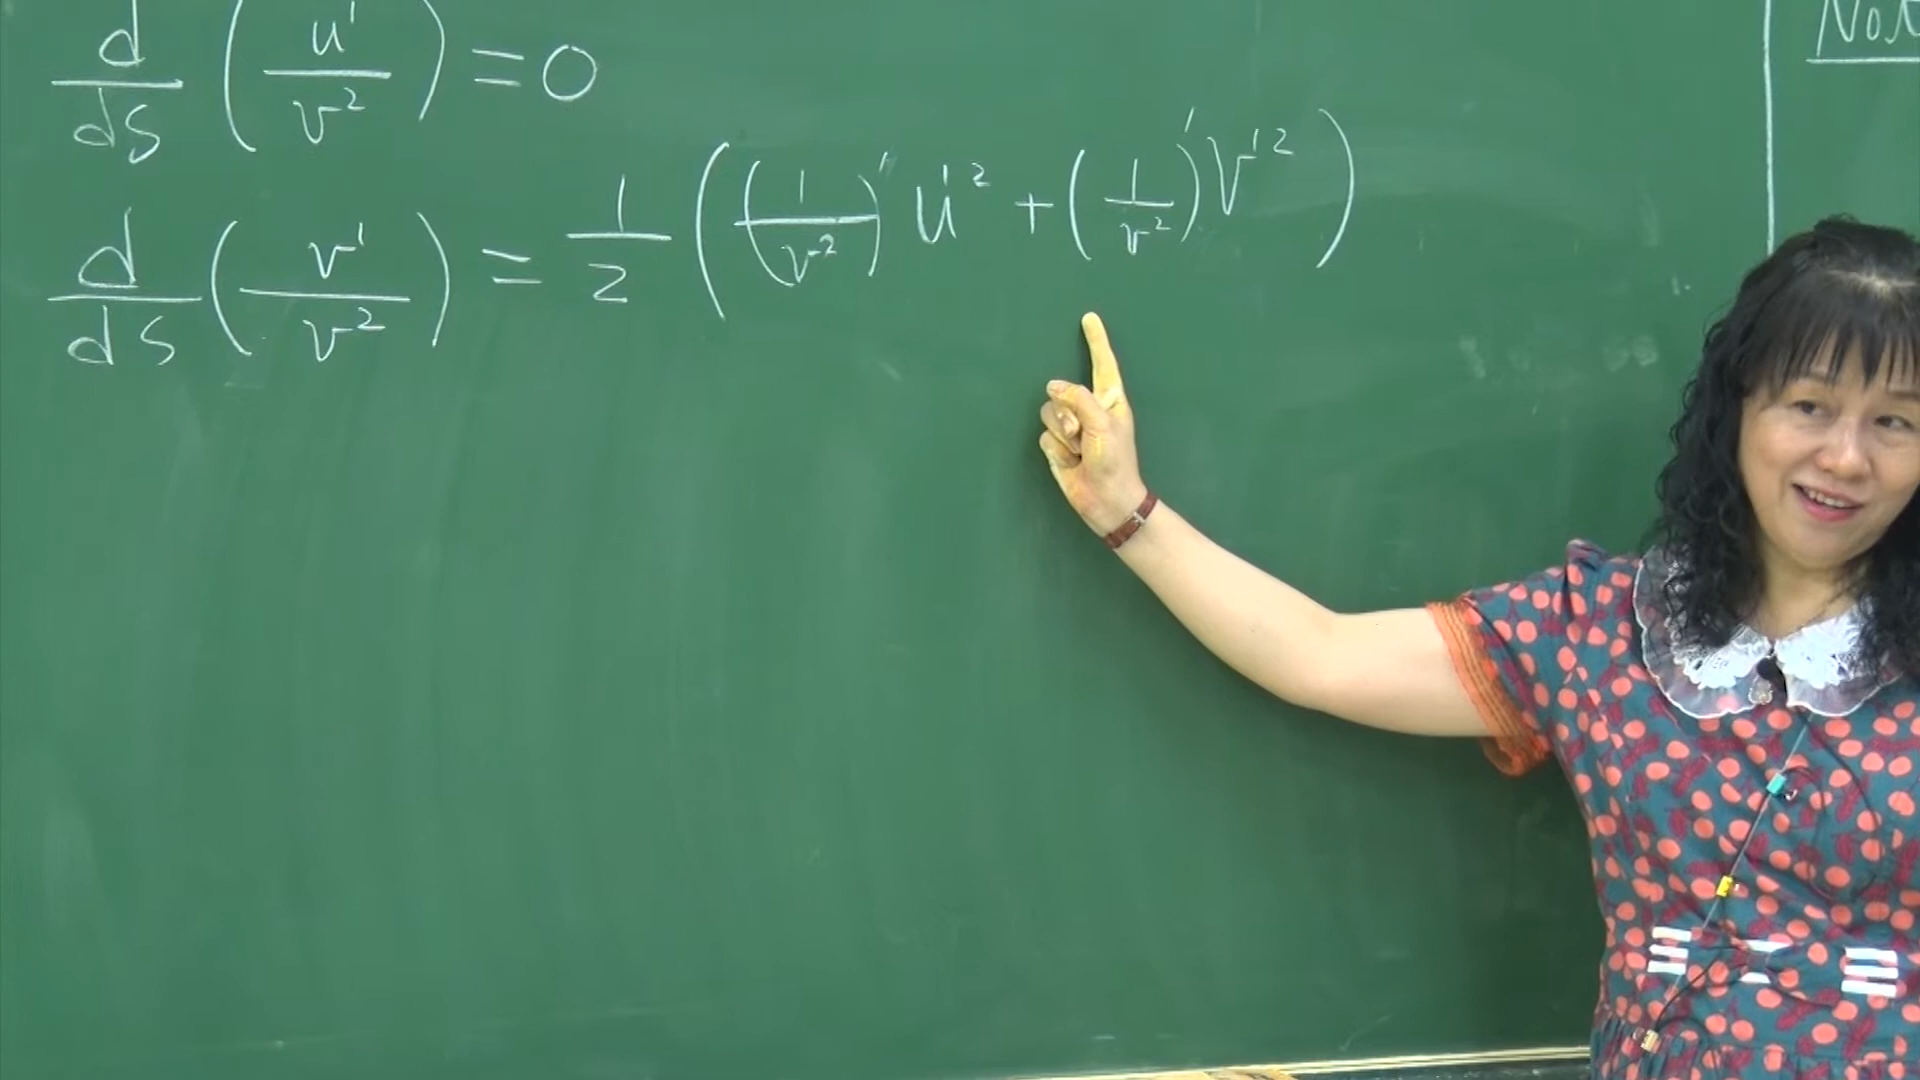 d/ds (u'/v²) = 0
d/ds (v'/v²) = 1/2 ((1/v²)' u'² + (1/v²)' v'²)